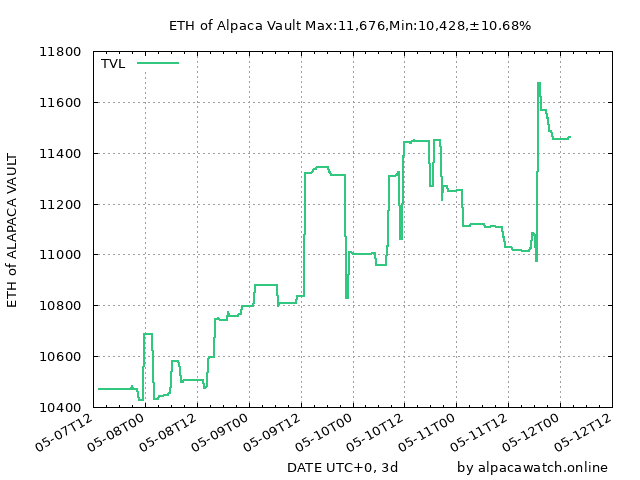 ETH of Alpaca Vault Max:11,676,Min:10,428,±10.68%
TVL
11800
11600
11400
11200
11000
10800
10600
10400
ETH of ALAPACA VAULT
05-07T12
05-08T00
05-08T12
05-09T00
05-09T12
05-10T00
05-10T12
05-11T00
05-11T12
05-12T00
05-12T12
DATE UTC+0, 3d
by alpacawatch.online